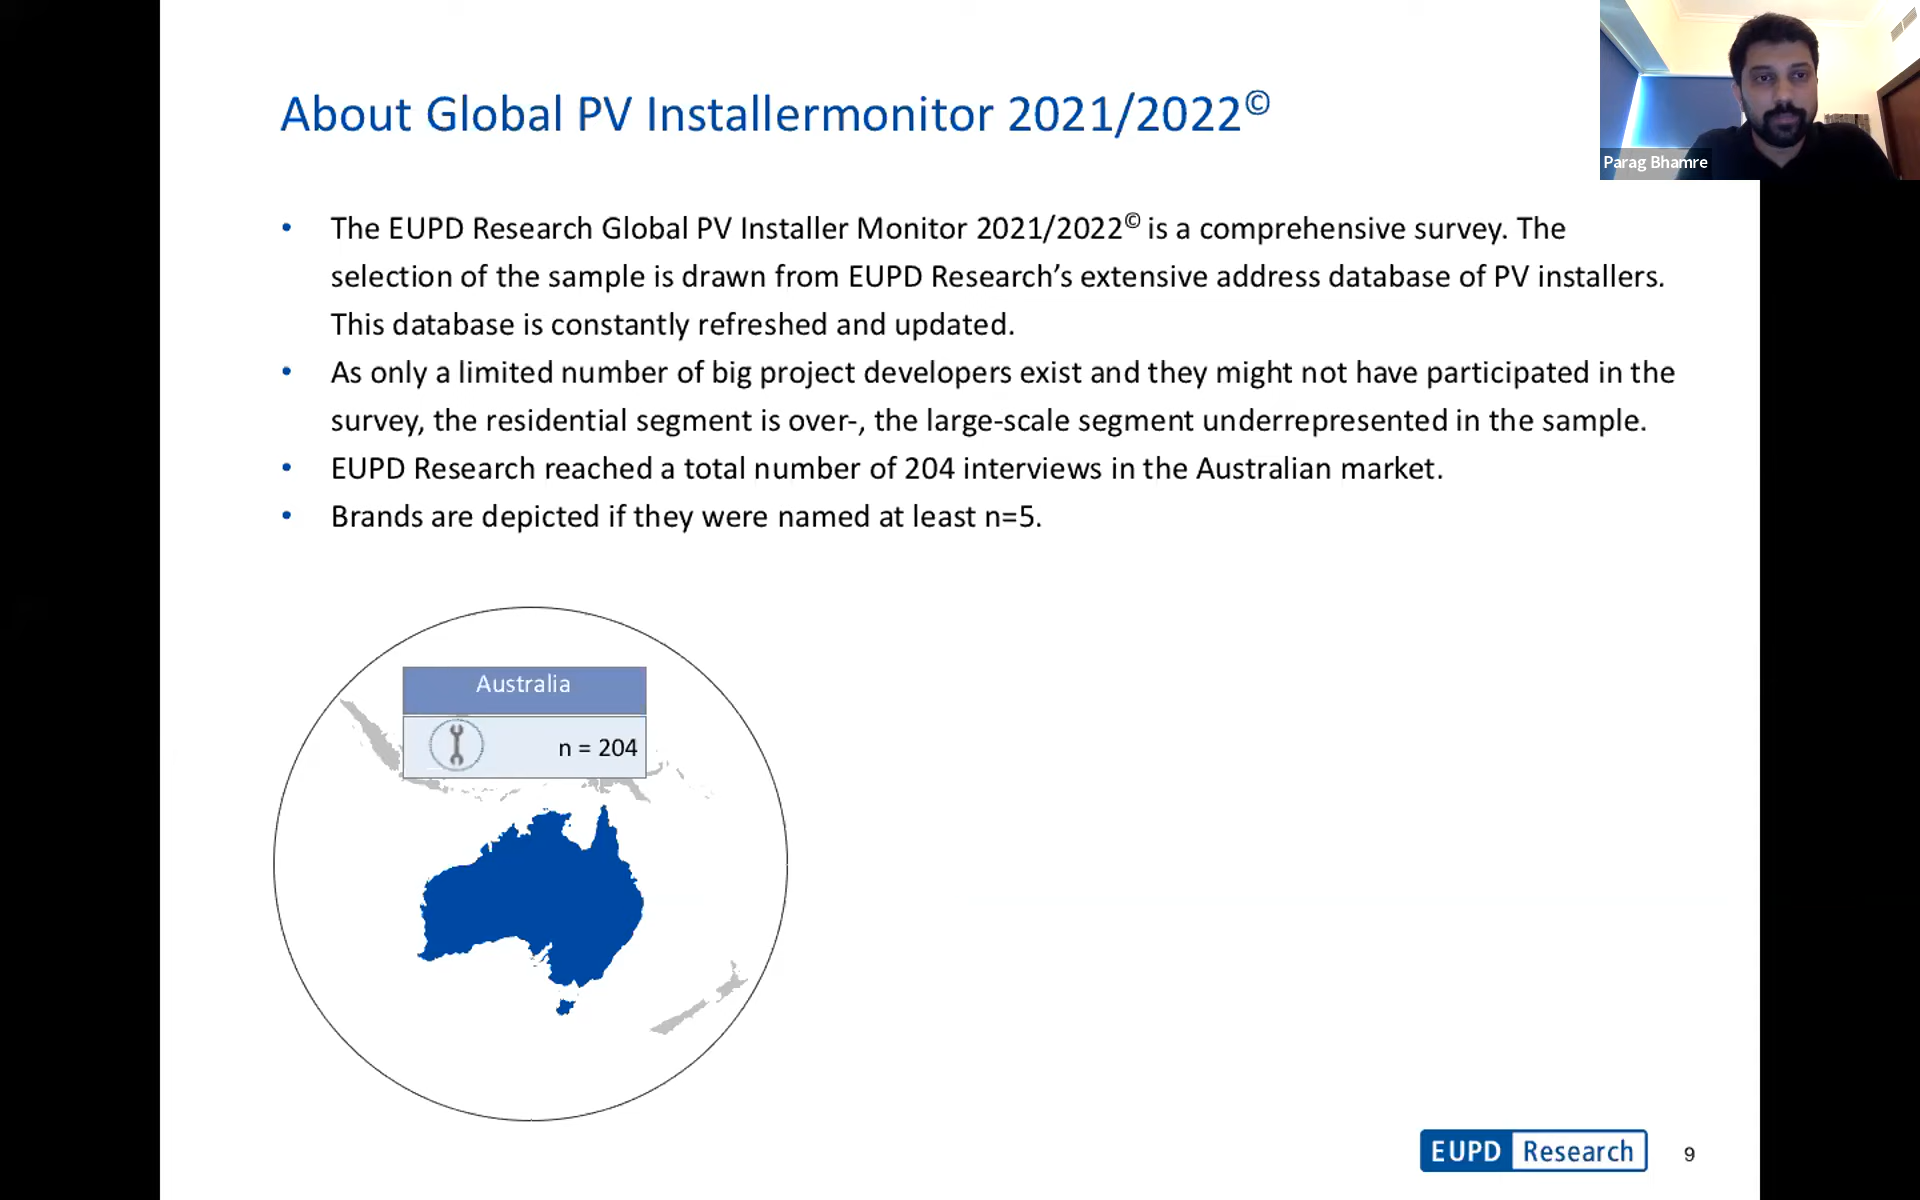 About Global PV Installermonitor 2021/2022©
Parag Bhamre
• The EUPD Research Global PV Installer Monitor 2021/2022© is a comprehensive survey. The
selection of the sample is drawn from EUPD Research’s extensive address database of PV installers.
This database is constantly refreshed and updated.
• As only a limited number of big project developers exist and they might not have participated in the
survey, the residential segment is over-, the large-scale segment underrepresented in the sample.
• EUPD Research reached a total number of 204 interviews in the Australian market.
• Brands are depicted if they were named at least n=5.
Australia
n = 204
EUPD Research
9